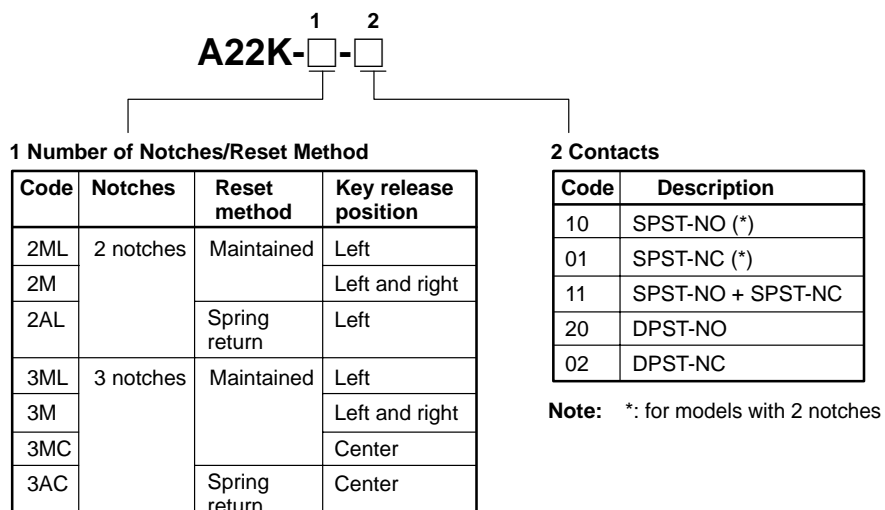 1 2
A22K-□-□
1 Number of Notches/Reset Method
Code Notches Reset method Key release position
2ML 2 notches Maintained Left
2M Left and right
2AL Spring return Left
3ML 3 notches Maintained Left
3M Left and right
3MC Center
3AC Spring return Center
2 Contacts
Code Description
10 SPST-NO (*)
01 SPST-NC (*)
11 SPST-NO + SPST-NC
20 DPST-NO
02 DPST-NC
Note: *: for models with 2 notches